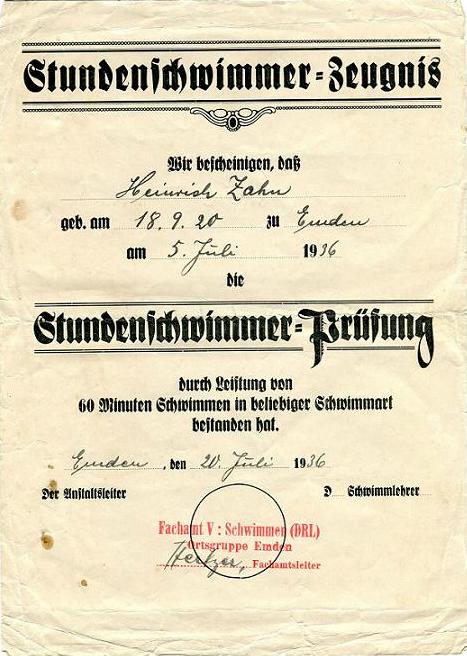 Stundenschwimmer=Zeugnis
Wir bescheinigen, daß
Heinrich Zahn
geb. am 18. 9. 20 zu Emden
am 5. Juli 1936
die
Stundenschwimmer=Prüfung
durch Leistung von
60 Minuten Schwimmen in beliebiger Schwimmart
bestanden hat.
Emden, den 20. Juli 1936
Der Anstaltsleiter D Schwimmlehrer
Fachamt V : Schwimmen (DRL)
Ortsgruppe Emden
Fachamtsleiter